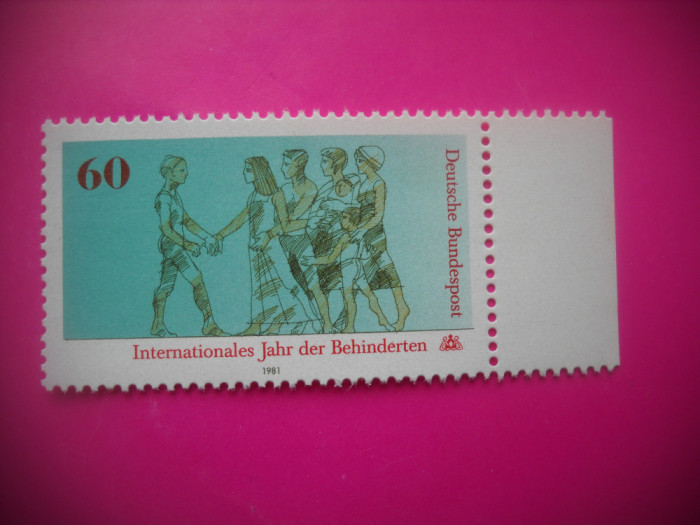 60
Deutsche Bundespost
Internationales Jahr der Behinderten
1981